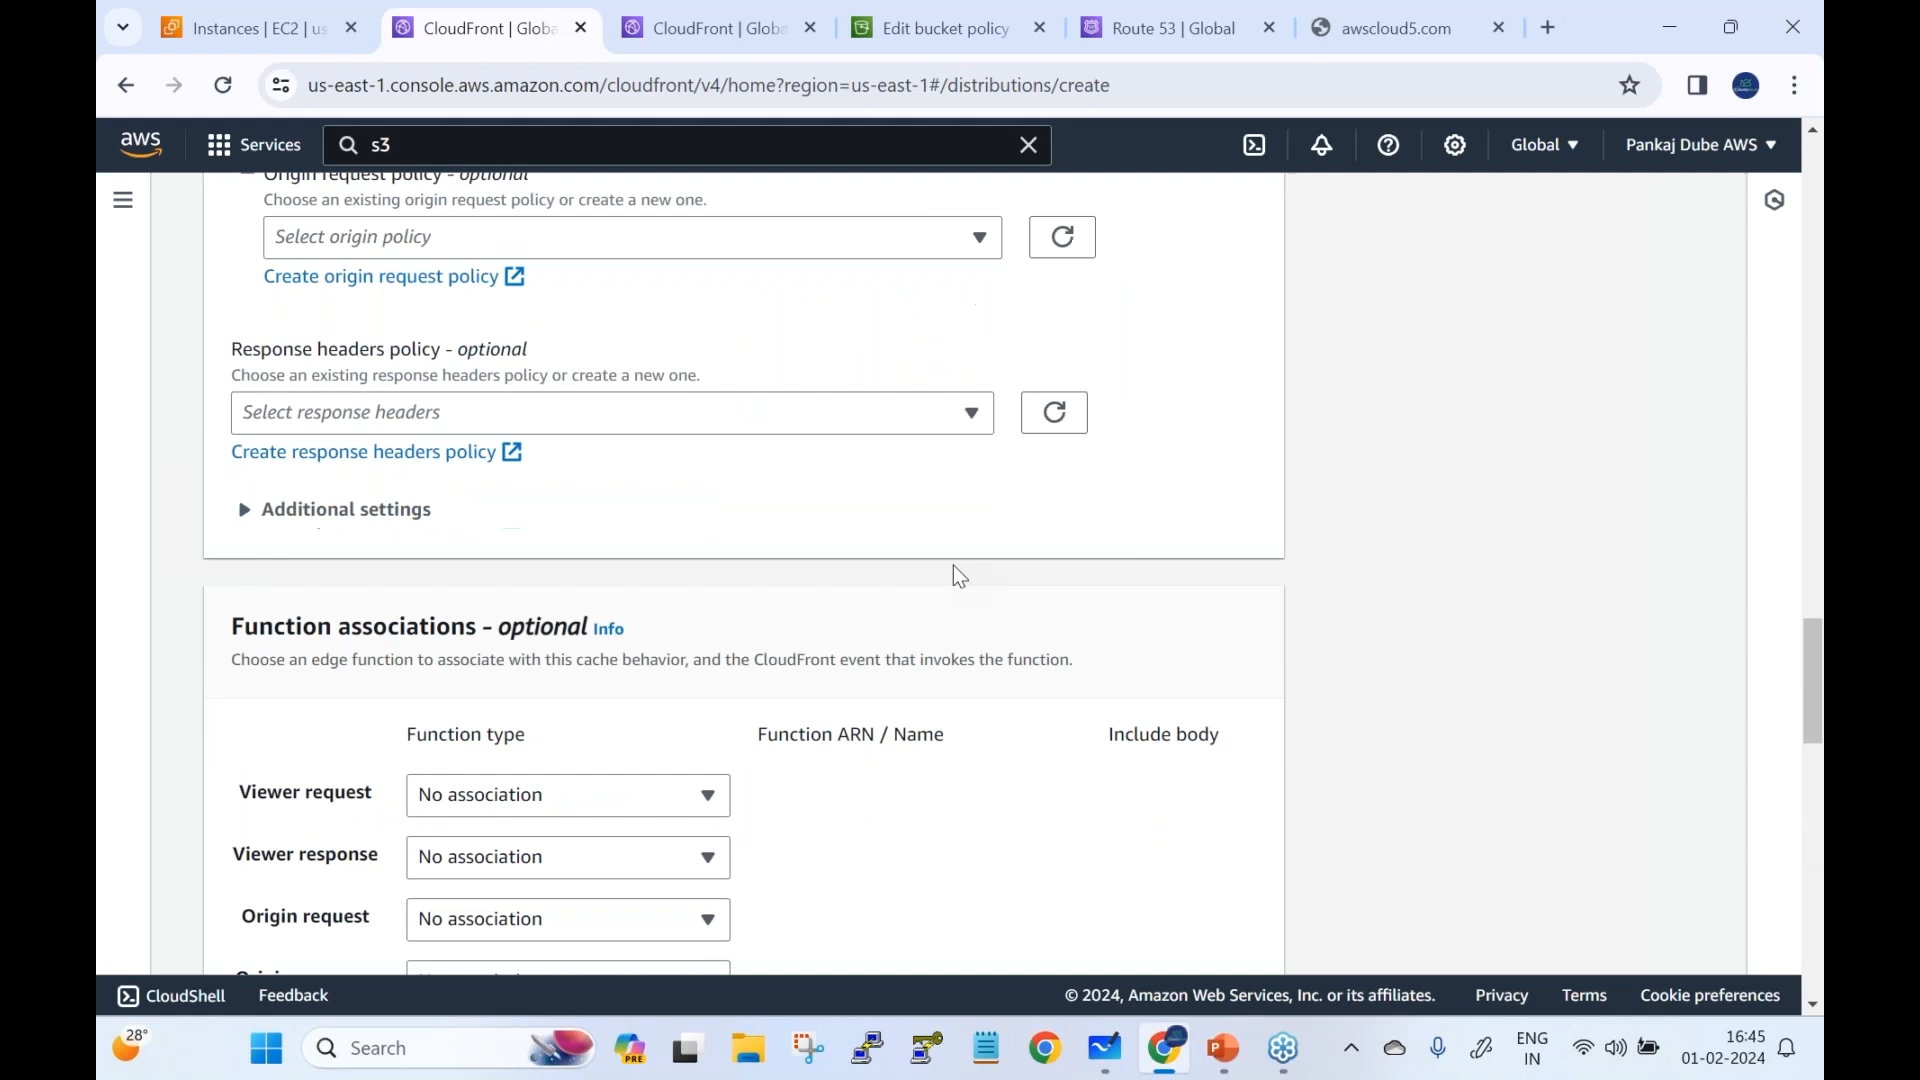 Instances | EC2 | us
CloudFront | Globa
CloudFront | Globa
Edit bucket policy
Route 53 | Global
awscloud5.com
us-east-1.console.aws.amazon.com/cloudfront/v4/home?region=us-east-1#/distributions/create
aws
Services
s3
Global
Pankaj Dube AWS
Origin request policy - optional
Choose an existing origin request policy or create a new one.
Select origin policy
Create origin request policy
Response headers policy - optional
Choose an existing response headers policy or create a new one.
Select response headers
Create response headers policy
Additional settings
Function associations - optional Info
Choose an edge function to associate with this cache behavior, and the CloudFront event that invokes the function.
Function type Function ARN / Name Include body
Viewer request No association
Viewer response No association
Origin request No association
CloudShell Feedback © 2024, Amazon Web Services, Inc. or its affiliates. Privacy Terms Cookie preferences
28°
Search
PRE
ENG
IN
16:45
01-02-2024